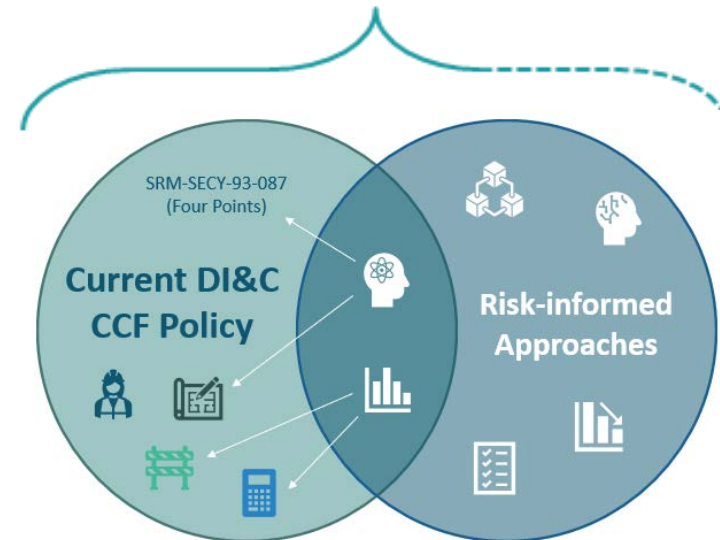 SRM-SECY-93-087
(Four Points)
Current DI&C
CCF Policy
Risk-informed
Approaches